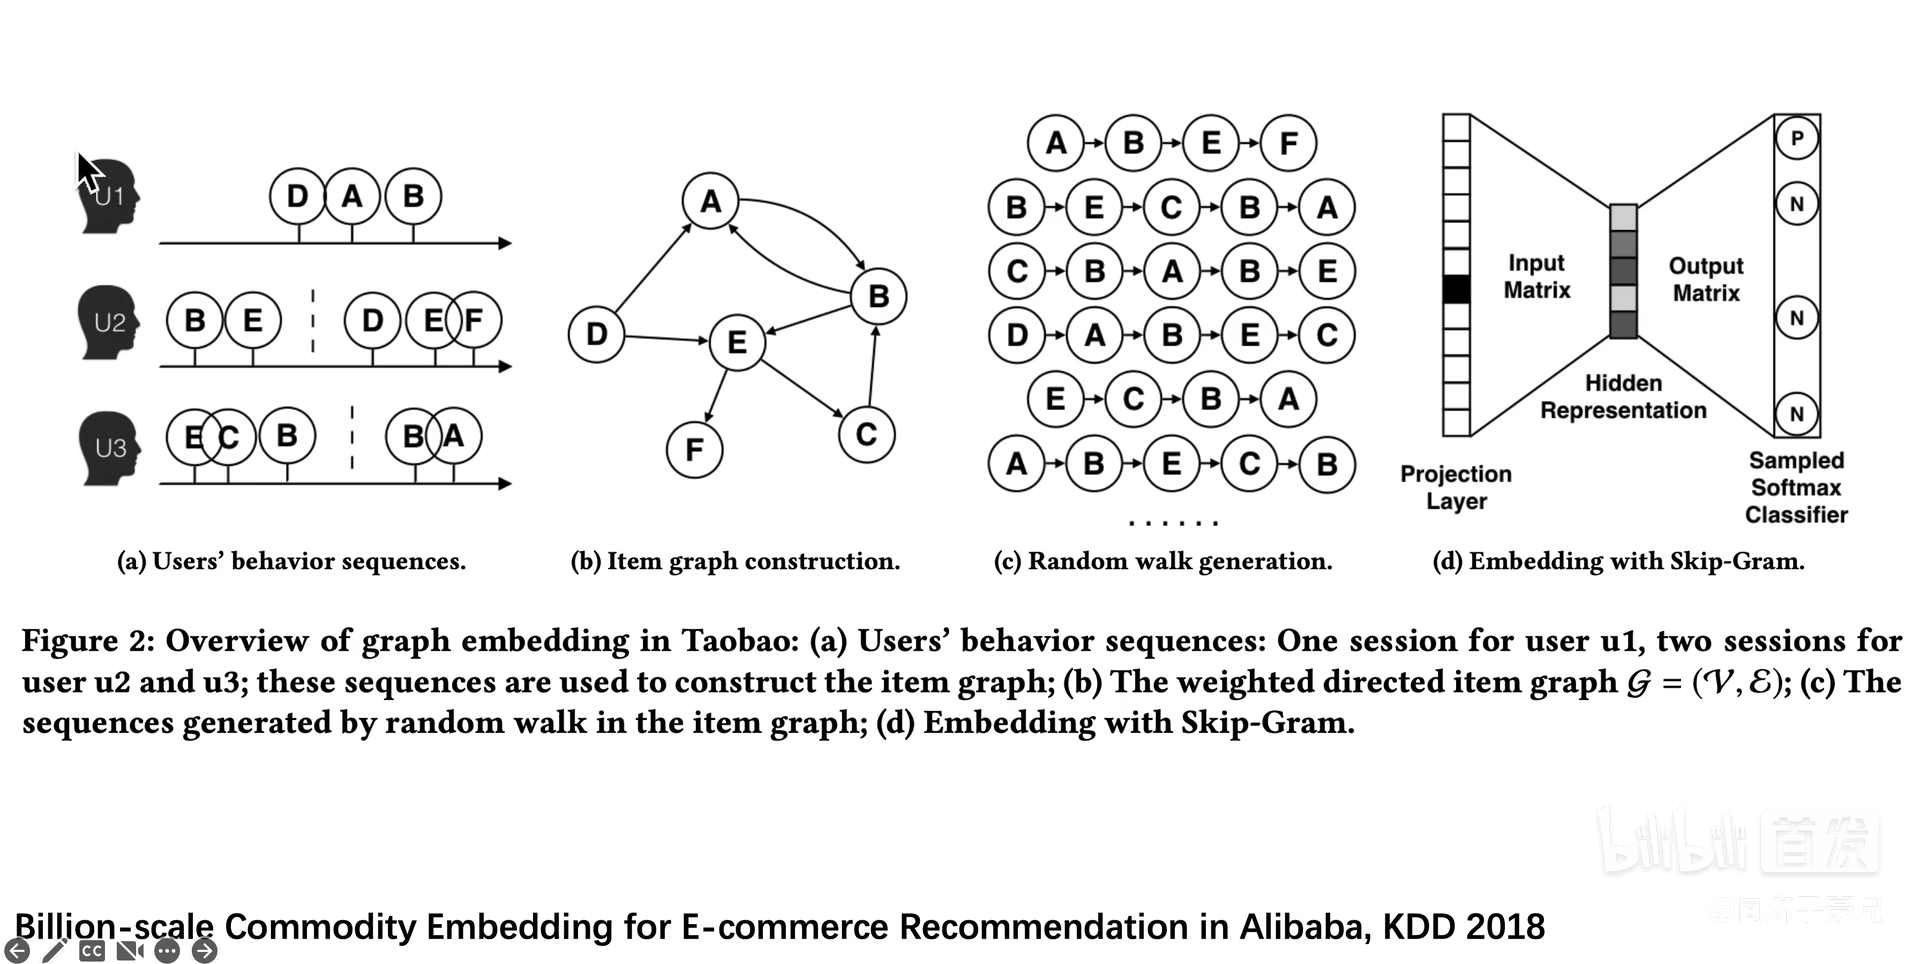 U1
D A B
U2
B E D E F
U3
E C B B A
A
B
D
E
F
C
A B E F
B E C B A
C B A B E
D A B E C
E C B A
A B E C B
......
Input
Matrix
Output
Matrix
Hidden
Representation
Projection
Layer
P
N
N
N
Sampled
Softmax
Classifier
(a) Users’ behavior sequences.
(b) Item graph construction.
(c) Random walk generation.
(d) Embedding with Skip-Gram.
Figure 2: Overview of graph embedding in Taobao: (a) Users’ behavior sequences: One session for user u1, two sessions for
user u2 and u3; these sequences are used to construct the item graph; (b) The weighted directed item graph 𝒢 = (𝒱, ℰ); (c) The
sequences generated by random walk in the item graph; (d) Embedding with Skip-Gram.
bilibili 首发
Billion-scale Commodity Embedding for E-commerce Recommendation in Alibaba, KDD 2018
CC